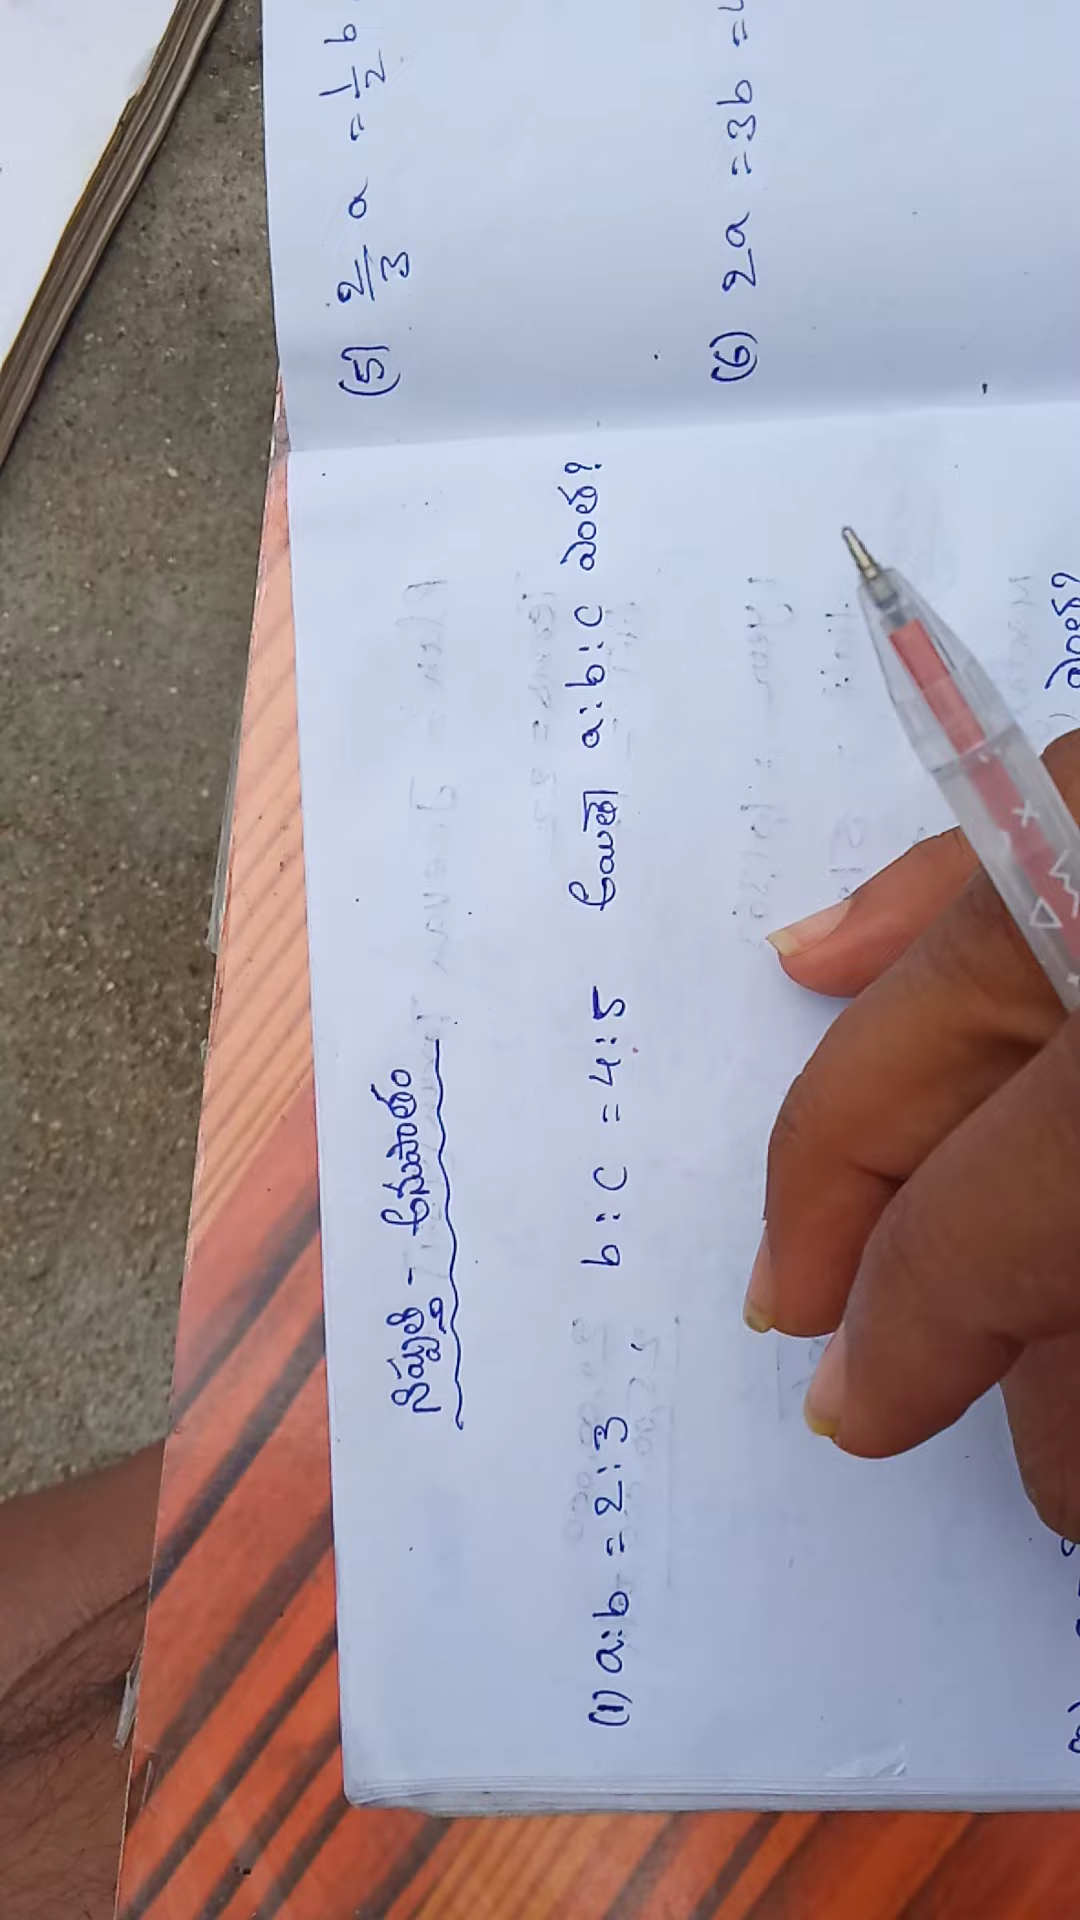 నిష్పత్తి - అనుపాతం
(1) a:b = 2:3 b:c = 4:5 అయితే a:b:c ఎంత?
ఎంత?
(5) 2/3 a = 1/2 b
(6) 2a = 3b =